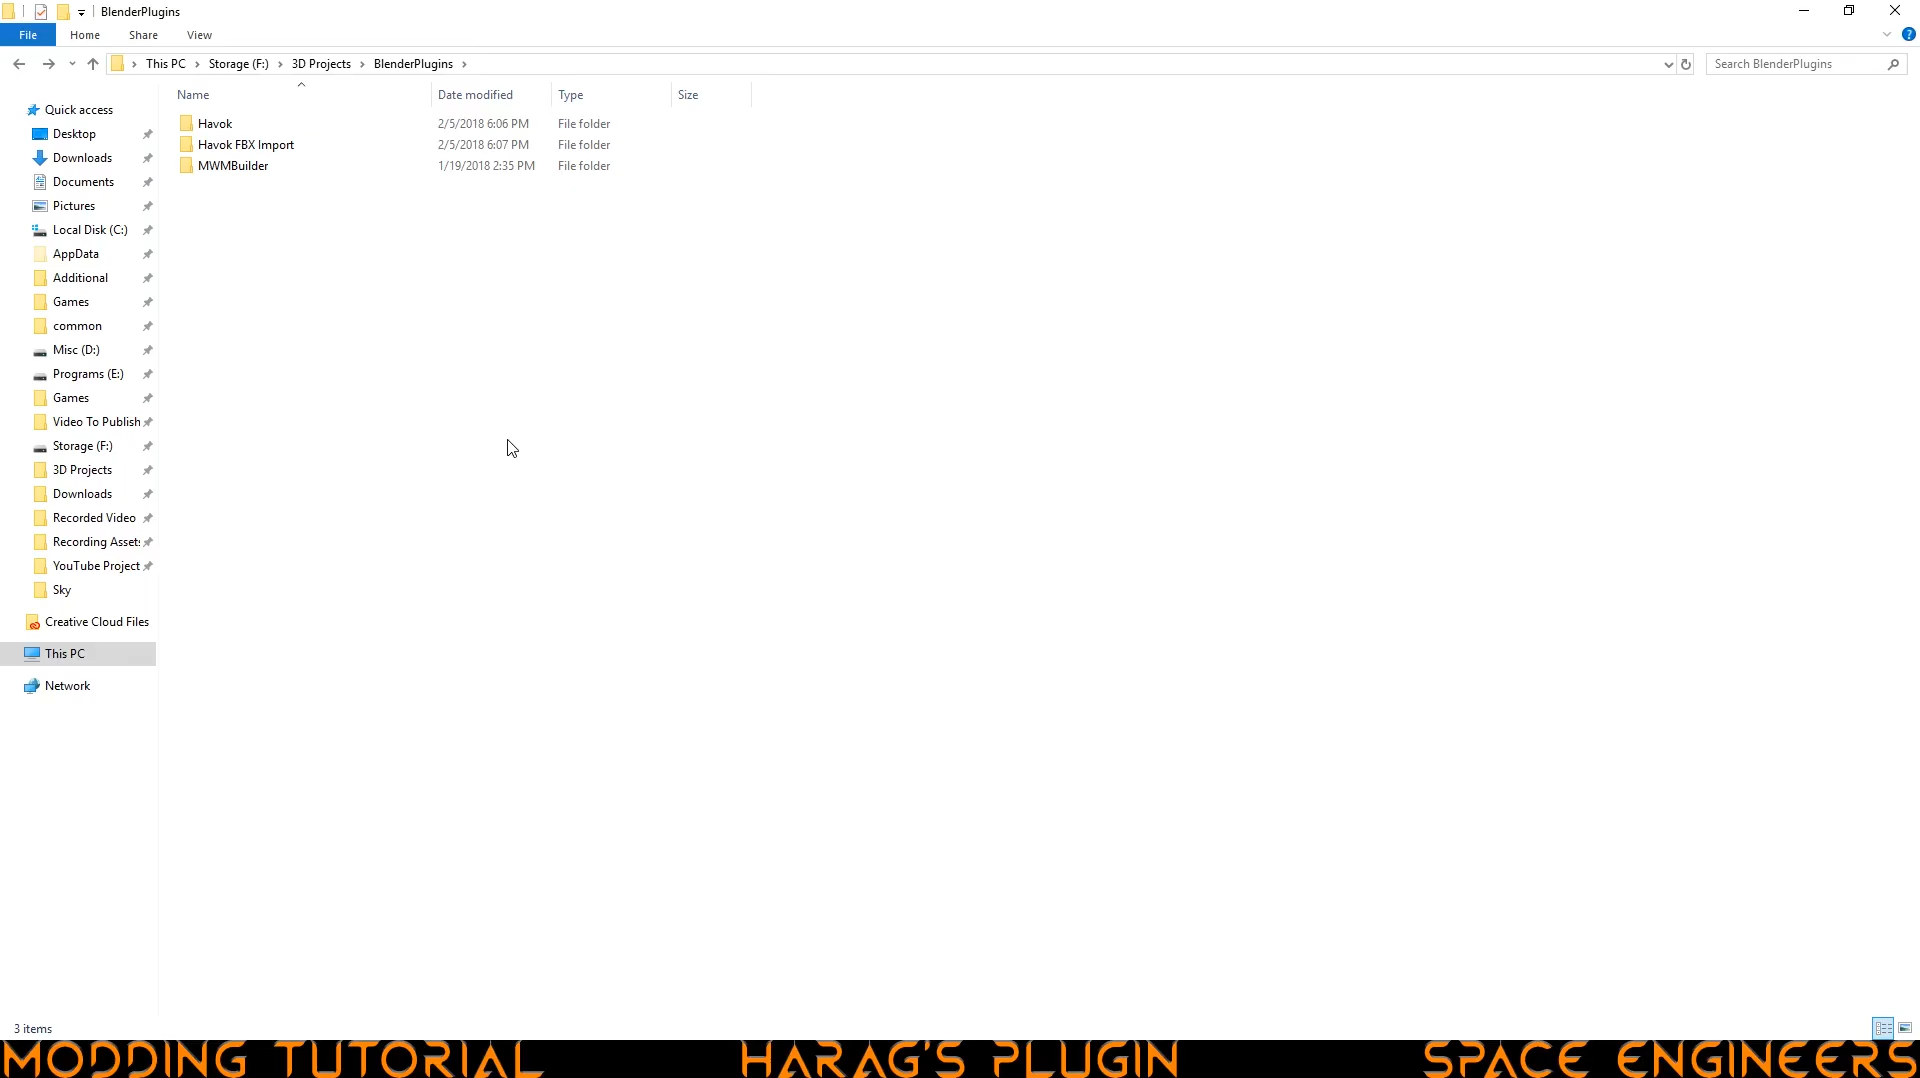 BlenderPlugins
File Home Share View
This PC Storage (F:) 3D Projects BlenderPlugins
Search BlenderPlugins
Name Date modified Type Size
Havok 2/5/2018 6:06 PM File folder
Havok FBX Import 2/5/2018 6:07 PM File folder
MWMBuilder 1/19/2018 2:35 PM File folder
Quick access
Desktop
Downloads
Documents
Pictures
Local Disk (C:)
AppData
Additional
Games
common
Misc (D:)
Programs (E:)
Games
Video To Publish
Storage (F:)
3D Projects
Downloads
Recorded Video
Recording Assets
YouTube Project
Sky
Creative Cloud Files
This PC
Network
3 items
MODDING TUTORIAL HARAG'S PLUGIN SPACE ENGINEERS